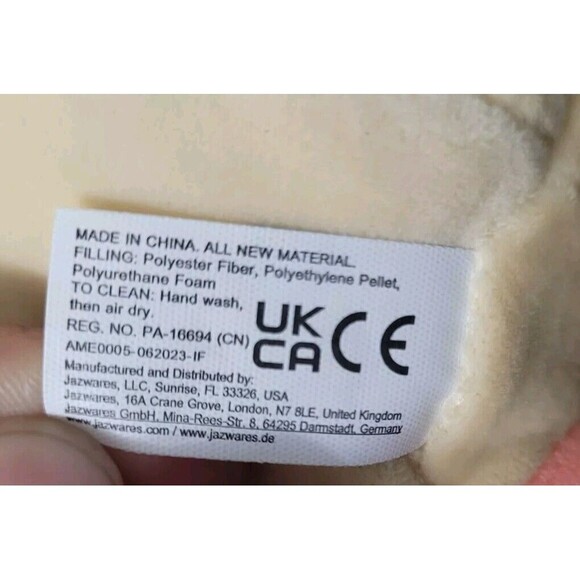 MADE IN CHINA. ALL NEW MATERIAL.
FILLING: Polyester Fiber, Polyethylene Pellet,
Polyurethane Foam
TO CLEAN: Hand wash,
then air dry.
REG. NO. PA-16694 (CN)
AME0005-062023-IF
UK
CA CE
Manufactured and Distributed by:
Jazwares, LLC, Sunrise, FL 33326, USA
Jazwares, 16A Crane Grove, London, N7 8LE, United Kingdom
Jazwares GmbH, Mina-Rees-Str. 8, 64295 Darmstadt, Germany
www.jazwares.com / www.jazwares.de